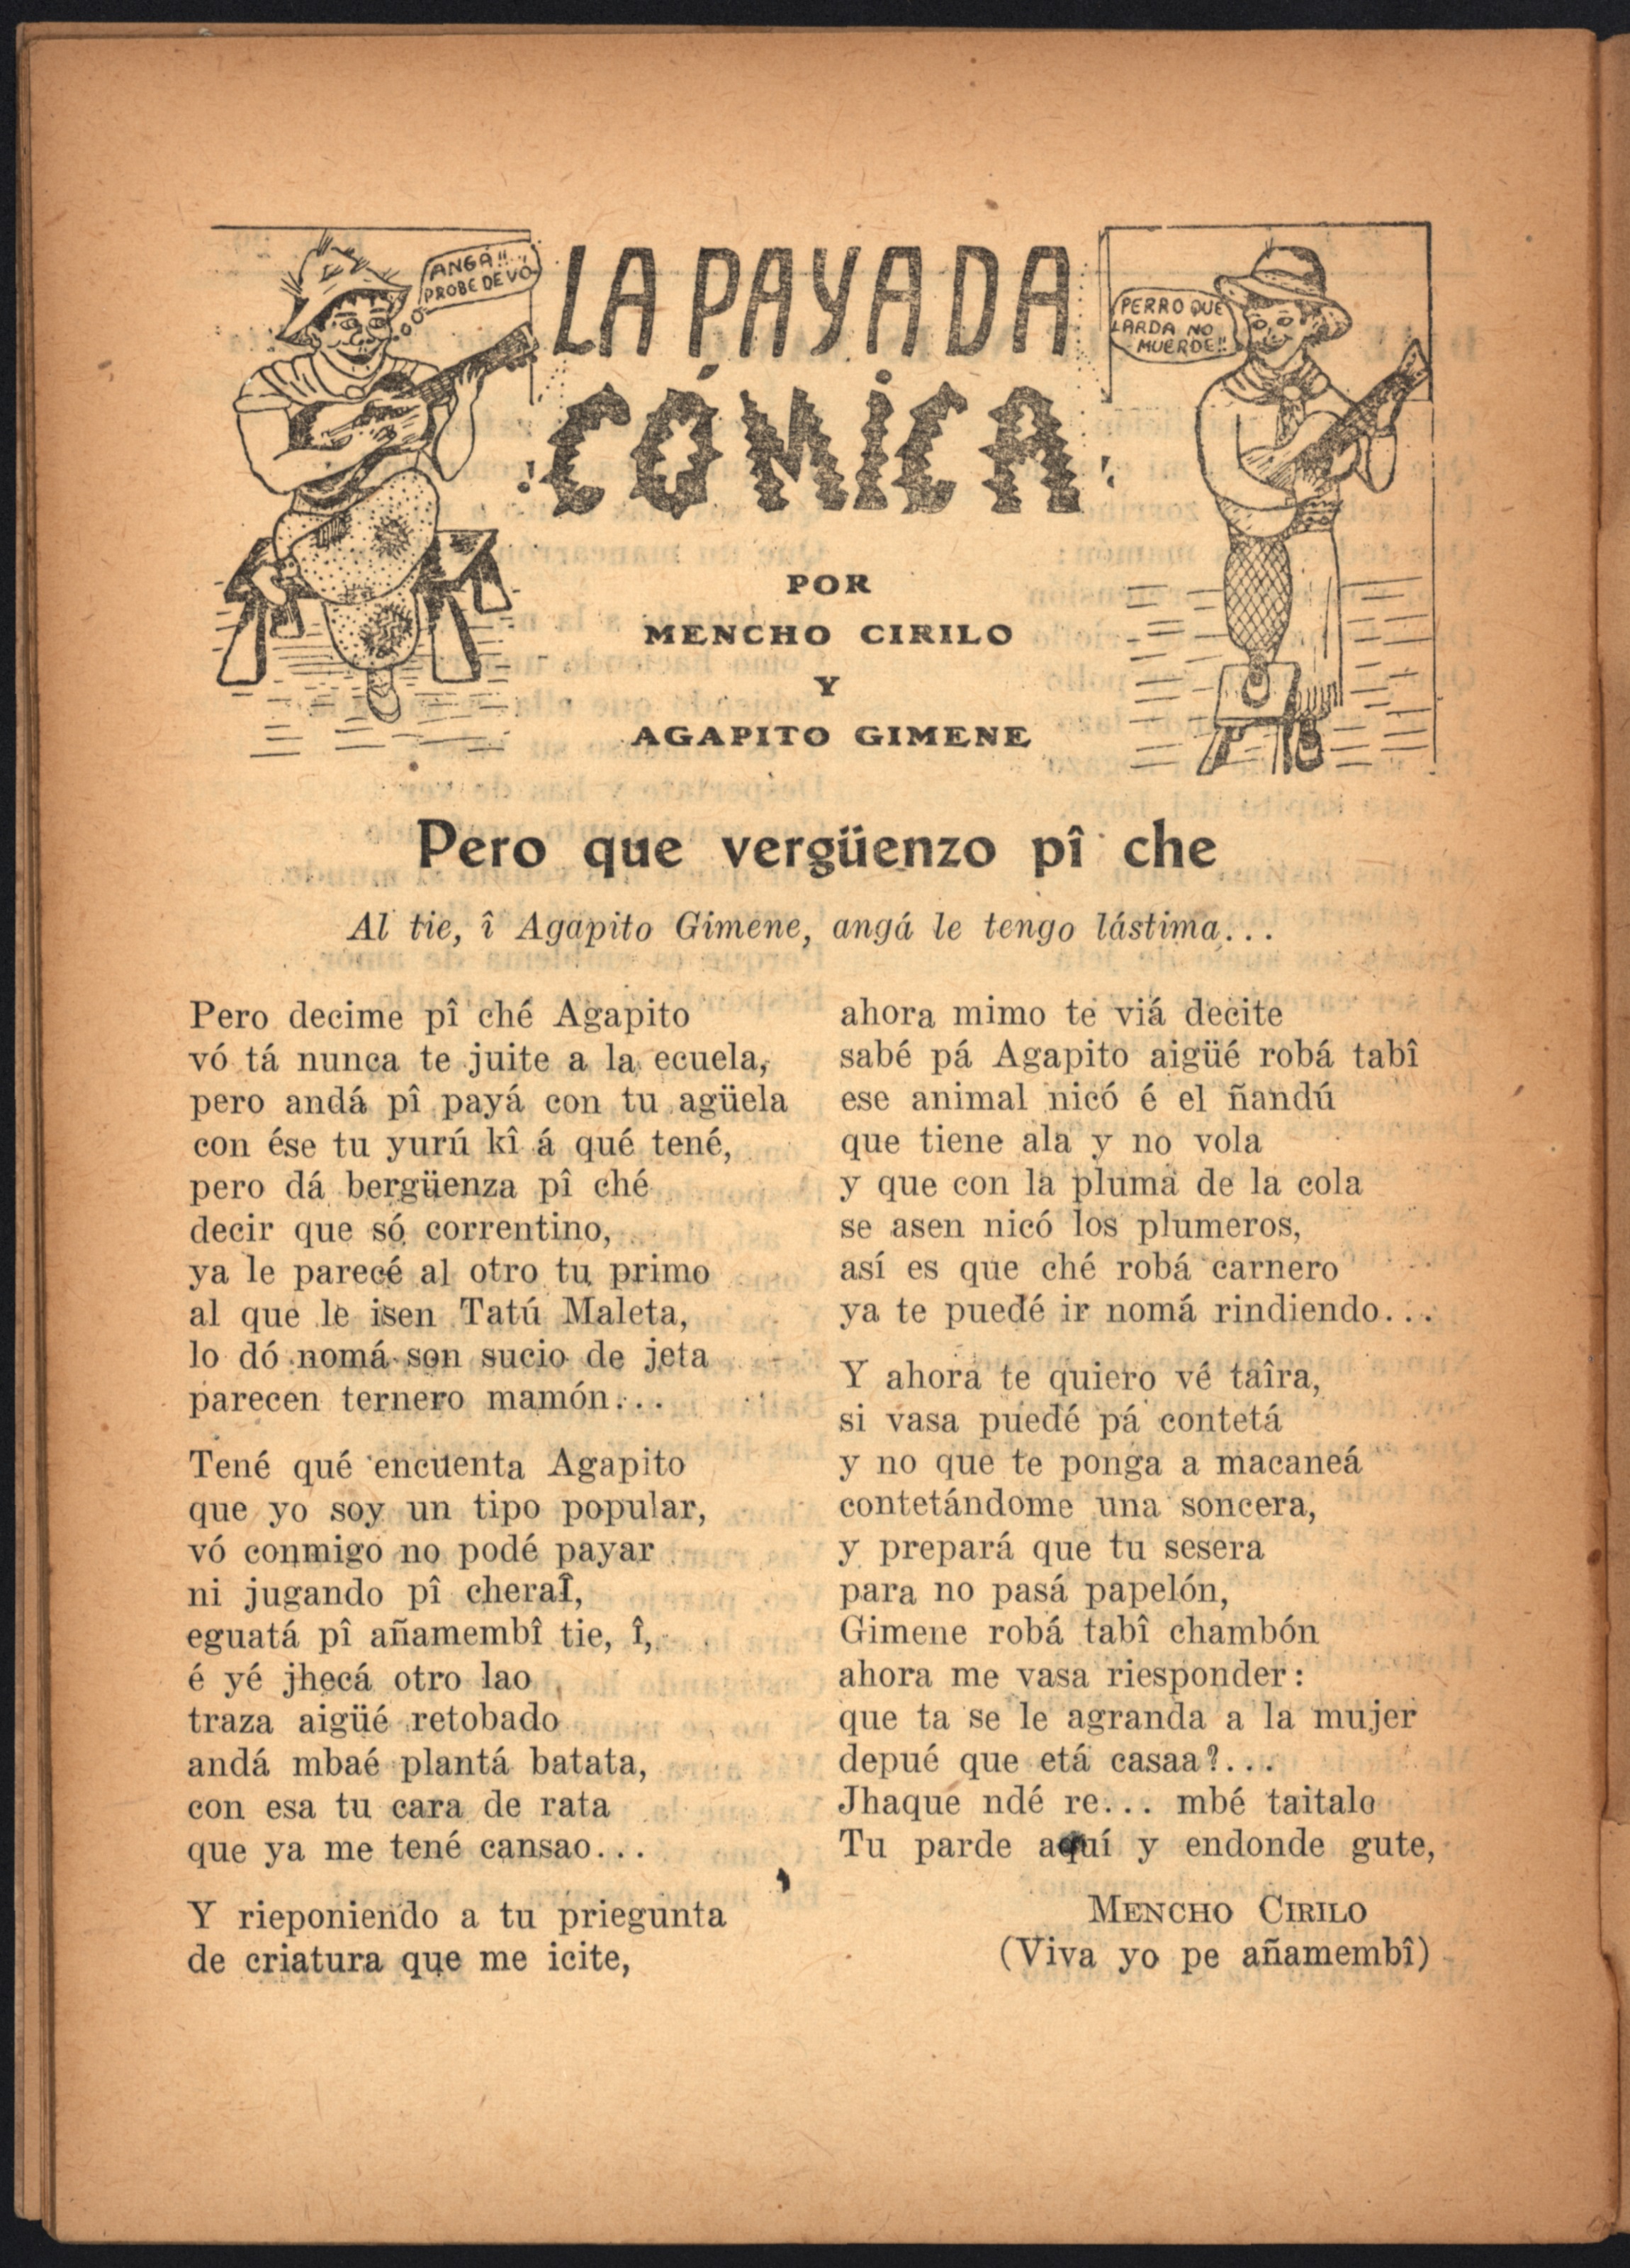 ANGÁ!!
PROBE DE VÓ
LA PAYADA
CÓMICA
PERRO QUE
LARDA NO
MUERDE!!
POR
MENCHO CIRILO
Y
AGAPITO GIMENE
Pero que vergüenzo pî che
Al tie, î Agapito Gimene, angá le tengo lástima...
Pero decime pî ché Agapito
vó tá nunca te juite a la ecuela,
pero andá pî payá con tu agüela
con ése tu yurú kî á qué tené,
pero dá bergüenza pî ché
decir que só correntino,
ya le parecé al otro tu primo
al que le isen Tatú Maleta,
lo dó nomá son sucio de jeta
parecen ternero mamón...
Tené qué encuenta Agapito
que yo soy un tipo popular,
vó conmigo no podé payar
ni jugando pî cheraÎ,
eguatá pî añamembî tie, î,
é yé jhecá otro lao
traza aigüé retobado
andá mbaé plantá batata,
con esa tu cara de rata
que ya me tené cansao...
Y rieponiendo a tu priegunta
de criatura que me icite,
ahora mimo te viá decite
sabé pá Agapito aigüé robá tabî
ese animal nicó é el ñandú
que tiene ala y no vola
y que con la pluma de la cola
se asen nicó los plumeros,
así es que ché robá carnero
ya te puedé ir nomá rindiendo...
Y ahora te quiero vé taîra,
si vasa puedé pá contetá
y no que te ponga a macaneá
contetándome una soncera,
y prepará que tu sesera
para no pasá papelón,
Gimene robá tabî chambón
ahora me vasa riesponder:
que ta se le agranda a la mujer
depué que etá casaa?...
Jhaque ndé re... mbé taitalo
Tu parde aquí y endonde gute,
MENCHO CIRILO
(Viva yo pe añamembî)